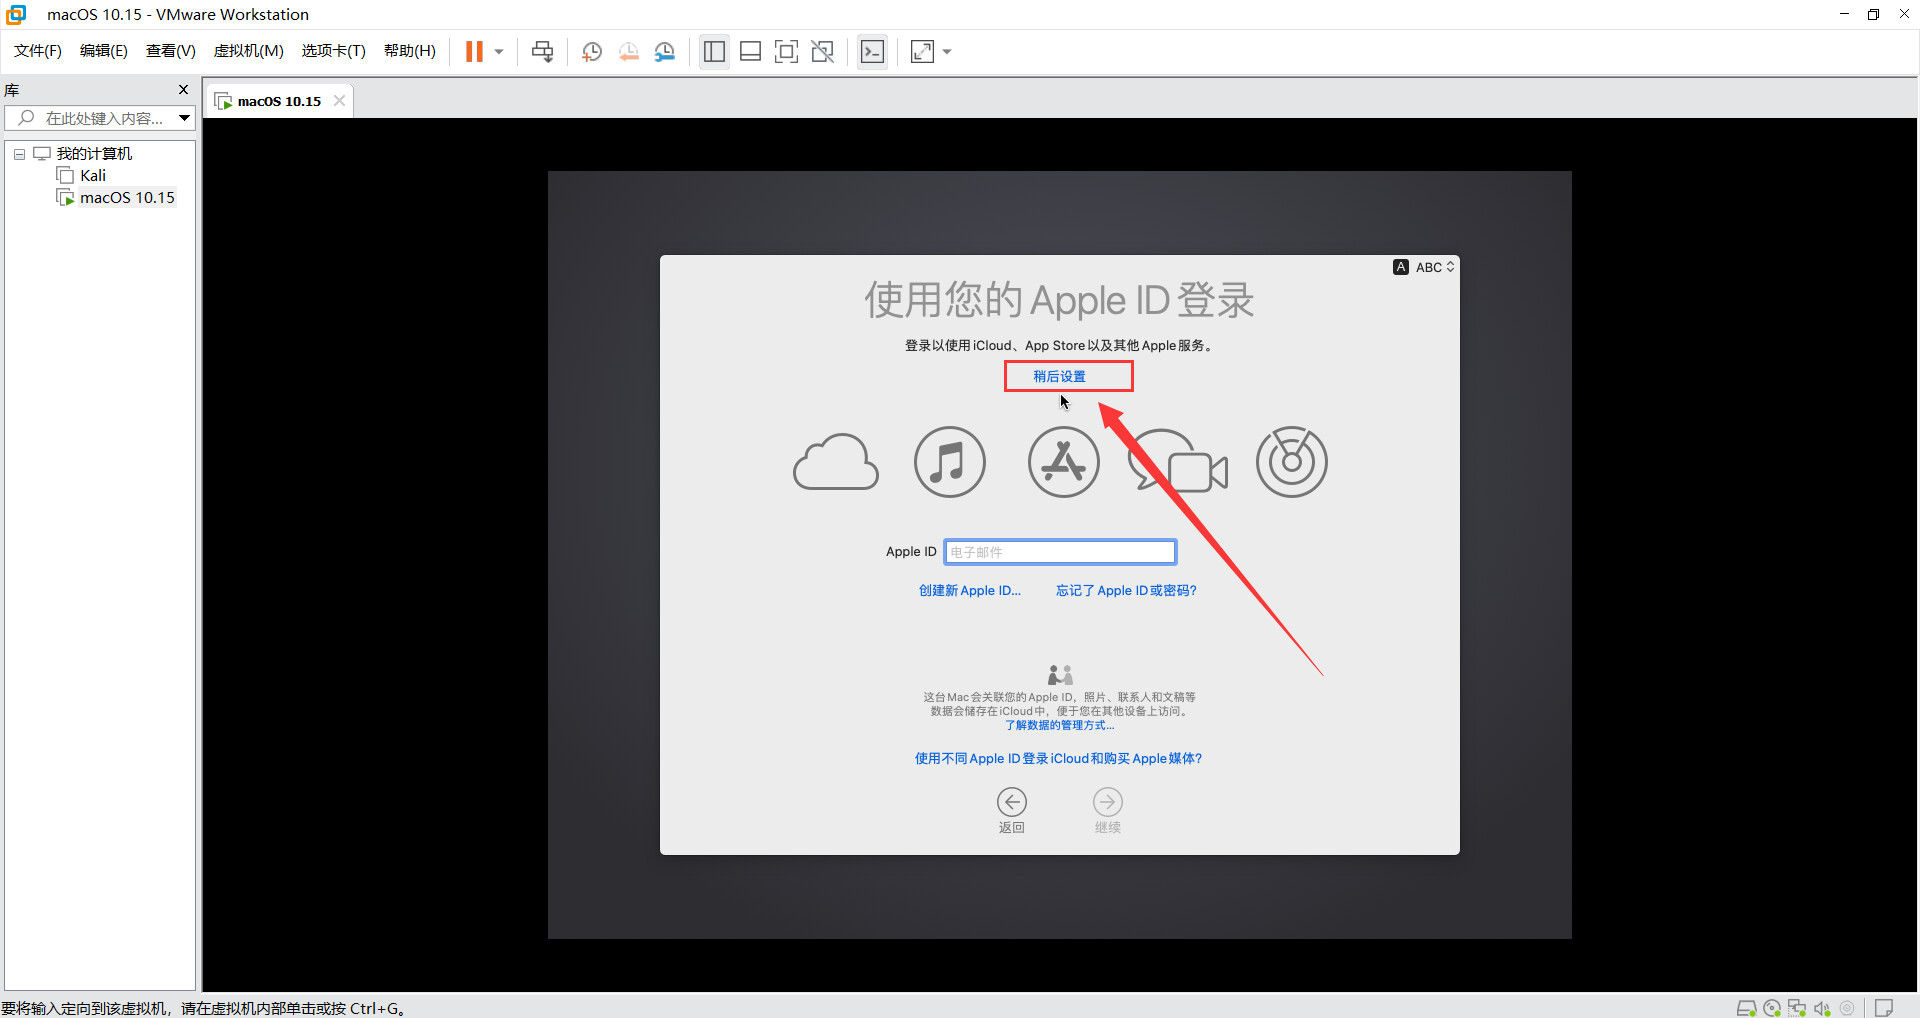 macOS 10.15 - VMware Workstation
文件(F) 编辑(E) 查看(V) 虚拟机(M) 选项卡(T) 帮助(H)
库
在此处键入内容...
我的计算机
Kali
macOS 10.15
macOS 10.15
A ABC
使用您的 Apple ID 登录
登录以使用 iCloud、App Store 以及其他 Apple 服务。
稍后设置
Apple ID 电子邮件
创建新 Apple ID... 忘记了 Apple ID 或密码?
这台 Mac 会关联您的 Apple ID，照片、联系人和文稿等
数据会储存在 iCloud 中，便于您在其他设备上访问。
了解数据的管理方式...
使用不同 Apple ID 登录 iCloud 和购买 Apple 媒体?
返回 继续
要将输入定向到该虚拟机，请在虚拟机内部单击或按 Ctrl+G。